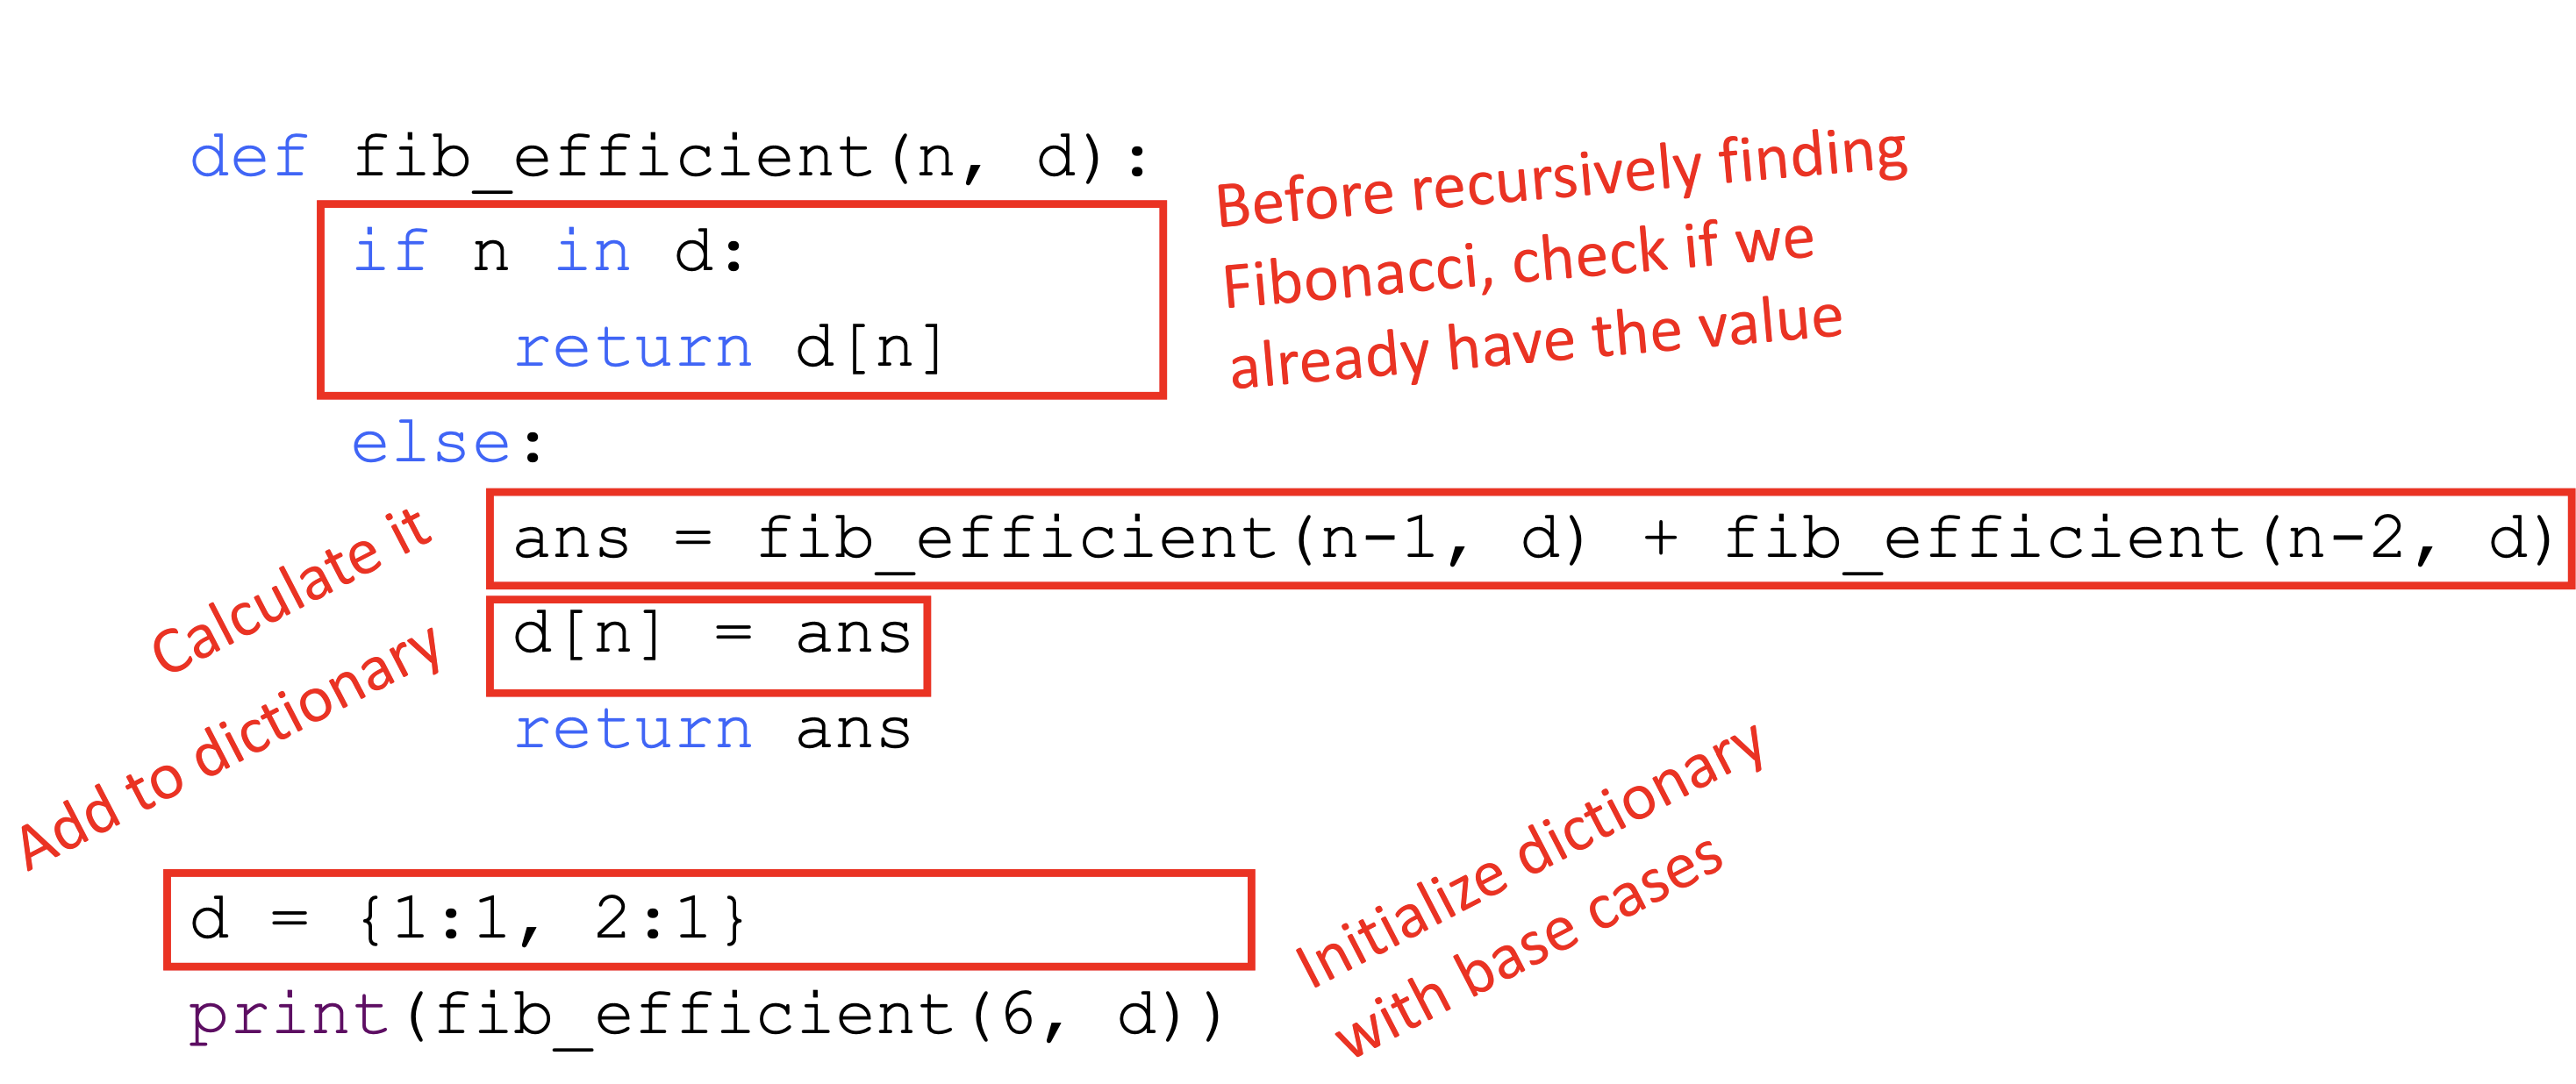 def fib_efficient(n, d):
    if n in d:
        return d[n]
Before recursively finding
Fibonacci, check if we
already have the value
    else:
Calculate it
        ans = fib_efficient(n-1, d) + fib_efficient(n-2, d)
Add to dictionary
        d[n] = ans
        return ans
d = {1:1, 2:1}
Initialize dictionary
with base cases
print(fib_efficient(6, d))